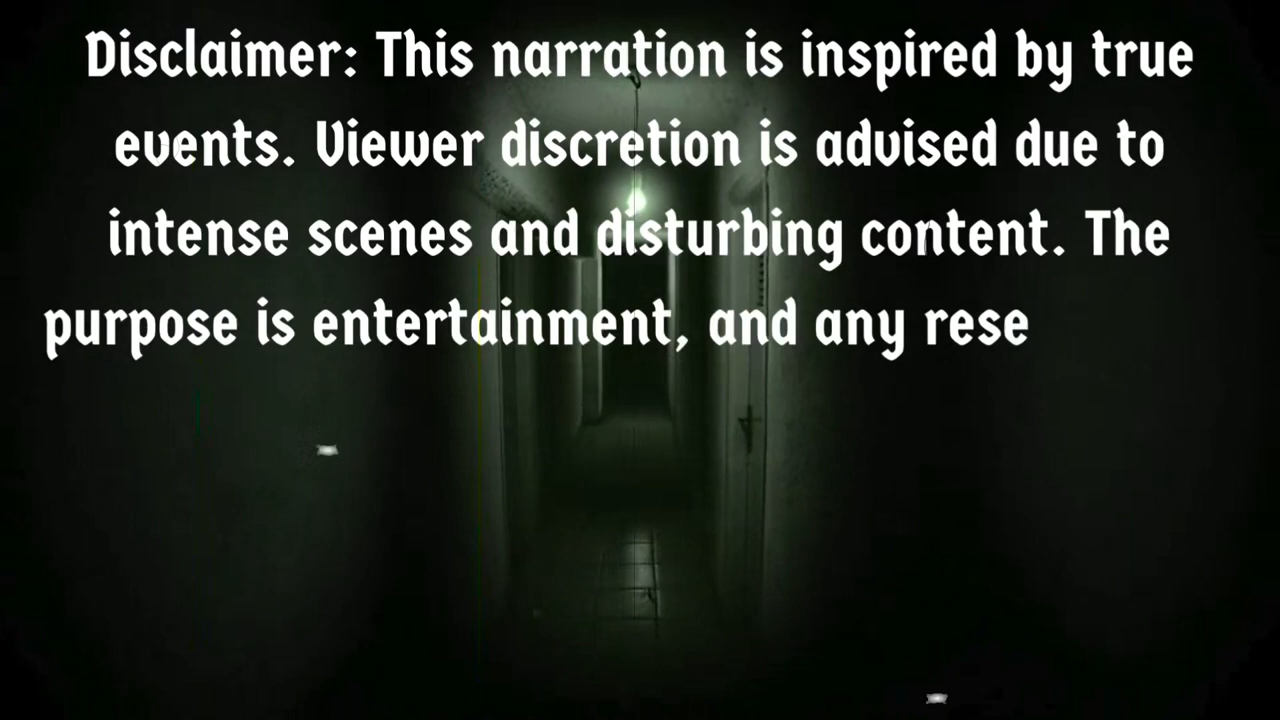 Disclaimer: This narration is inspired by true
events. Viewer discretion is advised due to
intense scenes and disturbing content. The
purpose is entertainment, and any rese